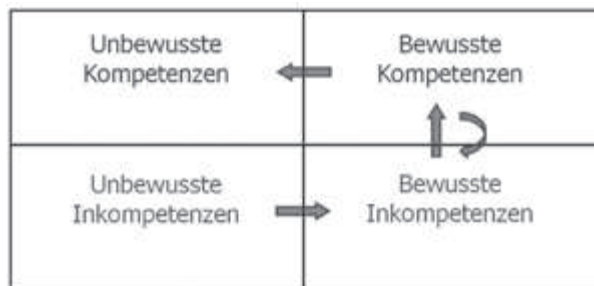 Unbewusste
Kompetenzen
Bewusste
Kompetenzen
Unbewusste
Inkompetenzen
Bewusste
Inkompetenzen